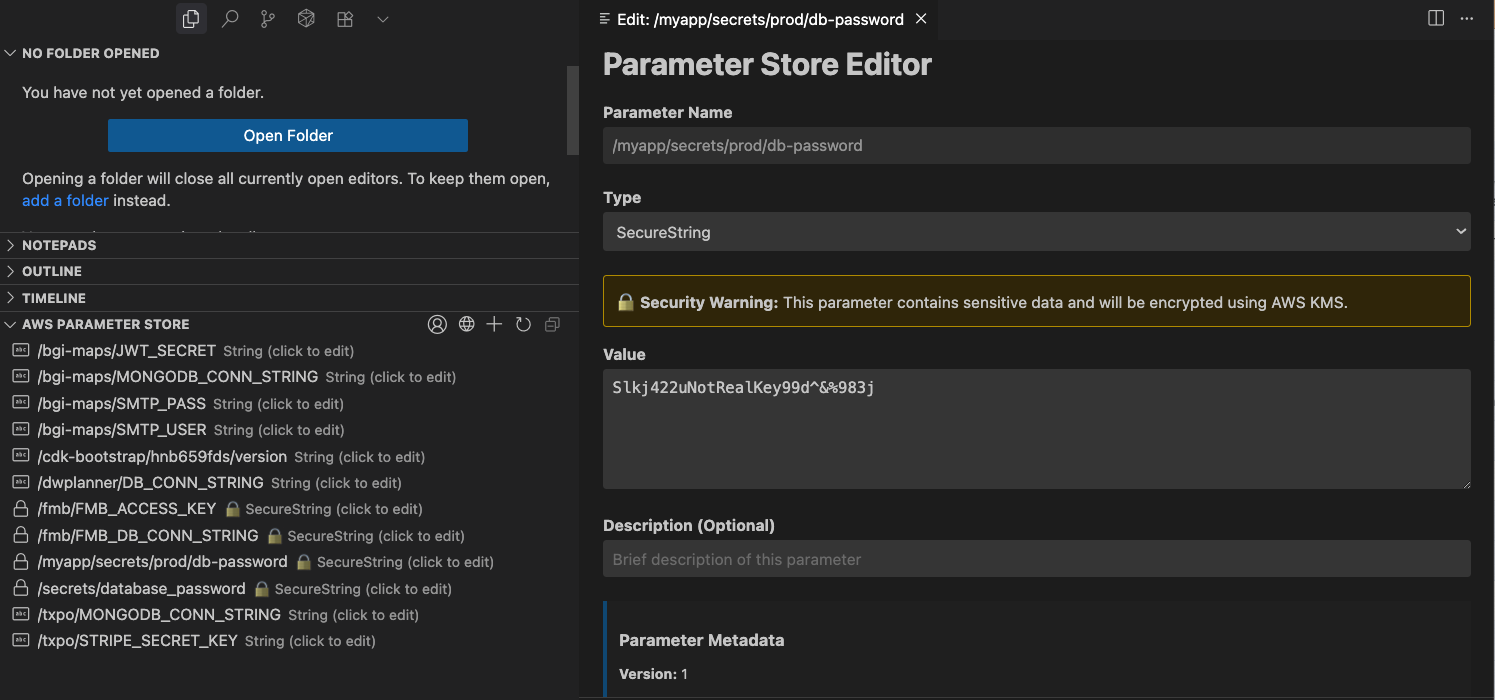 NO FOLDER OPENED
You have not yet opened a folder.
Open Folder
Opening a folder will close all currently open editors. To keep them open,
add a folder instead.
NOTEPADS
OUTLINE
TIMELINE
AWS PARAMETER STORE
/bgi-maps/JWT_SECRET String (click to edit)
/bgi-maps/MONGODB_CONN_STRING String (click to edit)
/bgi-maps/SMTP_PASS String (click to edit)
/bgi-maps/SMTP_USER String (click to edit)
/cdk-bootstrap/hnb659fds/version String (click to edit)
/dwplanner/DB_CONN_STRING String (click to edit)
/fmb/FMB_ACCESS_KEY 🔒 SecureString (click to edit)
/fmb/FMB_DB_CONN_STRING 🔒 SecureString (click to edit)
/myapp/secrets/prod/db-password 🔒 SecureString (click to edit)
/secrets/database_password 🔒 SecureString (click to edit)
/txpo/MONGODB_CONN_STRING String (click to edit)
/txpo/STRIPE_SECRET_KEY String (click to edit)
Edit: /myapp/secrets/prod/db-password
Parameter Store Editor
Parameter Name
/myapp/secrets/prod/db-password
Type
SecureString
🔒 Security Warning: This parameter contains sensitive data and will be encrypted using AWS KMS.
Value
Slkj422uNotRealKey99d^&%983j
Description (Optional)
Brief description of this parameter
Parameter Metadata
Version: 1